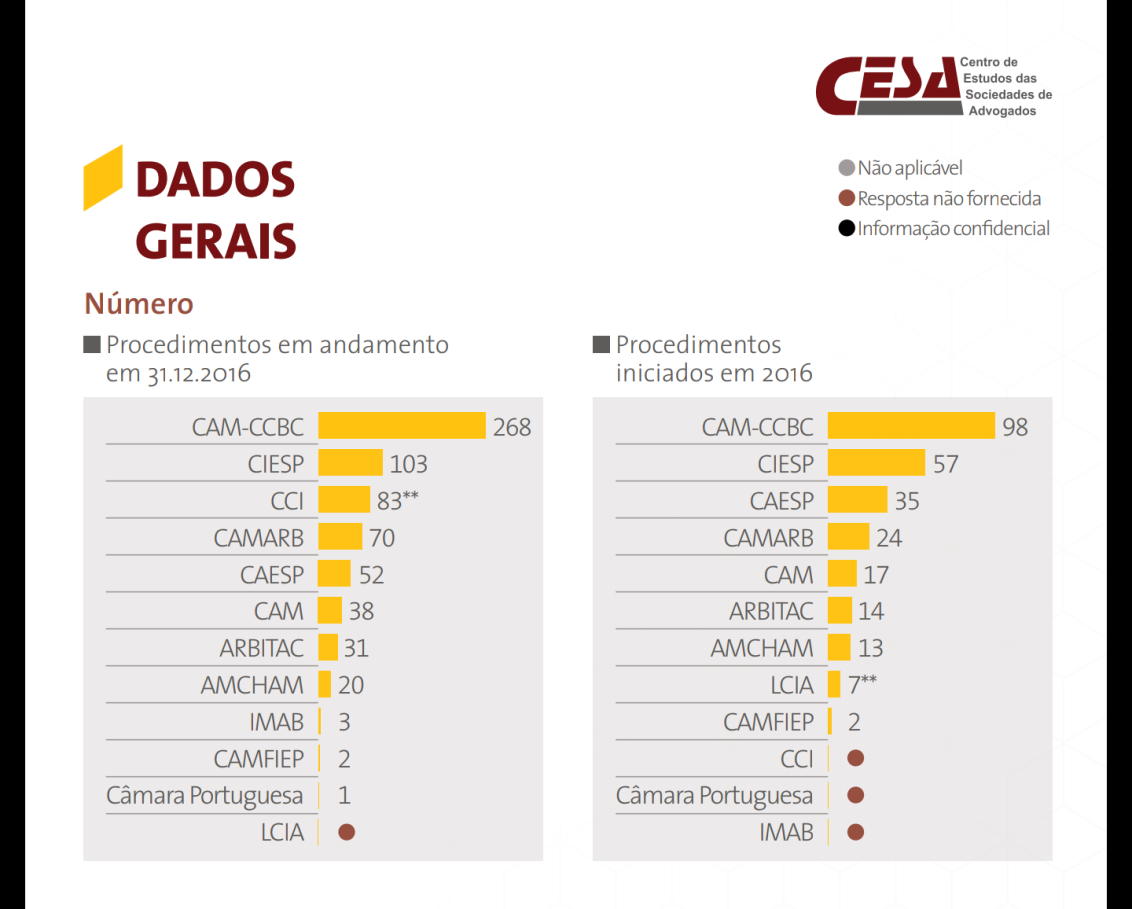 CESA
Centro de
Estudos das
Sociedades de
Advogados
DADOS
GERAIS
Não aplicável
Resposta não fornecida
Informação confidencial
Número
Procedimentos em andamento
em 31.12.2016
CAM-CCBC 268
CIESP 103
CCI 83**
CAMARB 70
CAESP 52
CAM 38
ARBITAC 31
AMCHAM 20
IMAB 3
CAMFIEP 2
Câmara Portuguesa 1
LCIA
Procedimentos
iniciados em 2016
CAM-CCBC 98
CIESP 57
CAESP 35
CAMARB 24
CAM 17
ARBITAC 14
AMCHAM 13
LCIA 7**
CAMFIEP 2
CCI
Câmara Portuguesa
IMAB